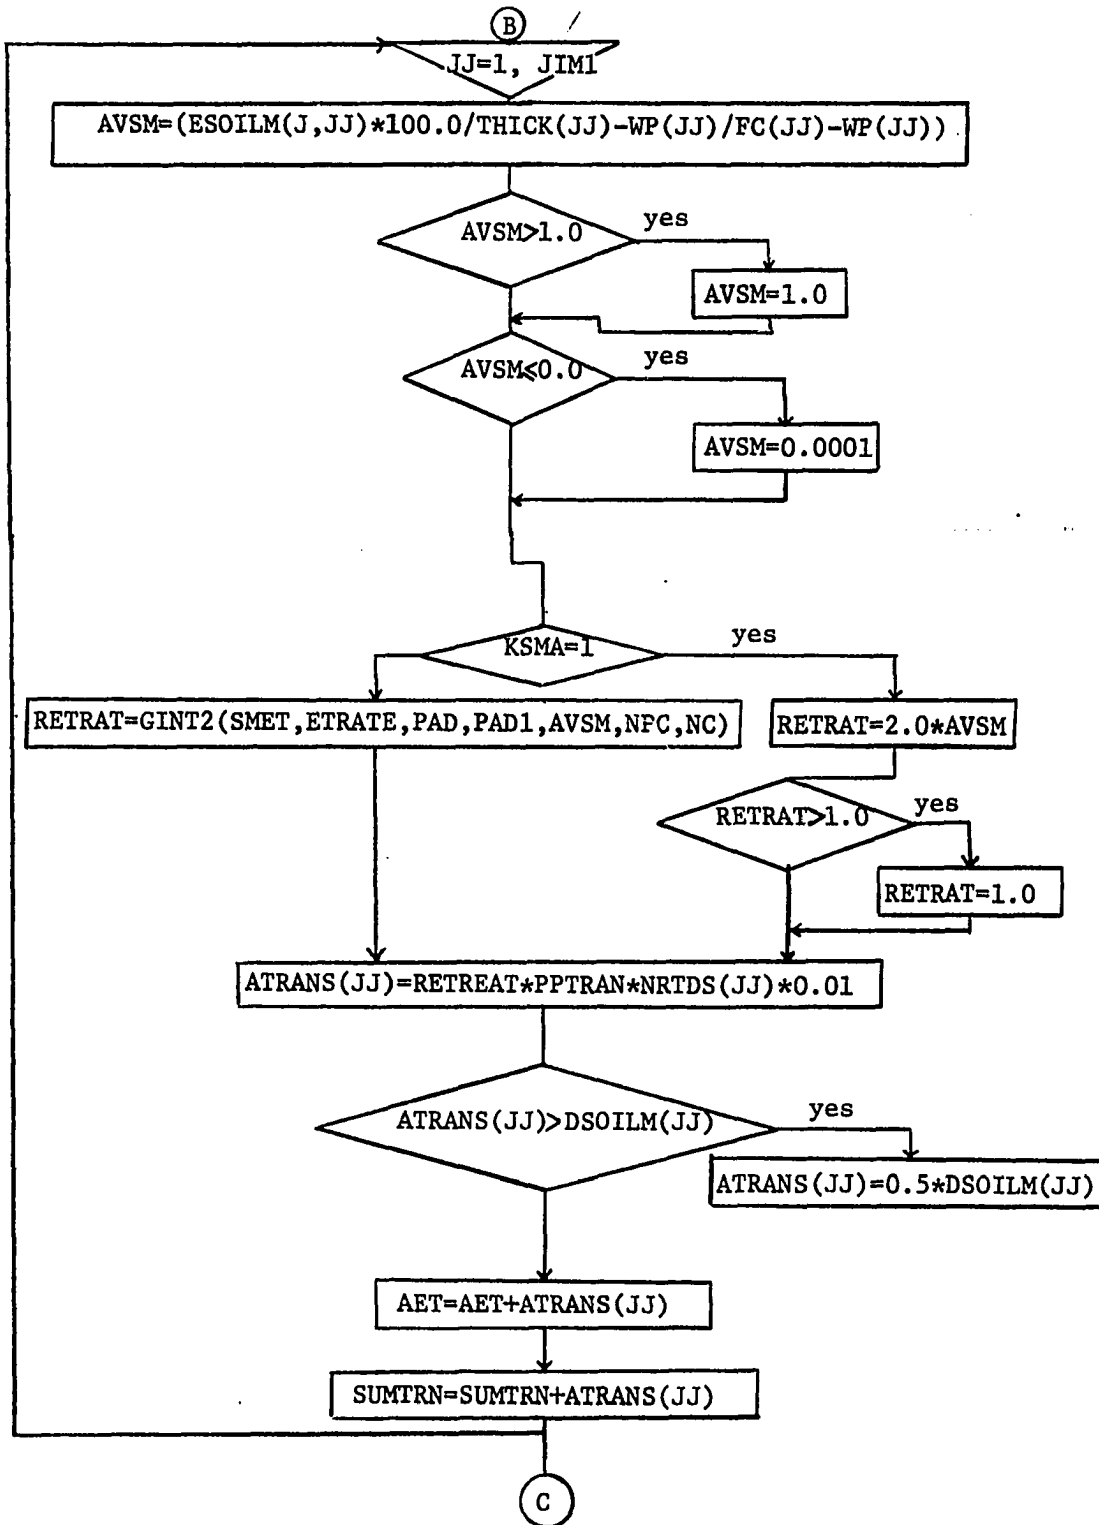 B
JJ=1, JIM1
AVSM=(ESOILM(J,JJ)*100.0/THICK(JJ)-WP(JJ)/FC(JJ)-WP(JJ))
AVSM>1.0
yes
AVSM=1.0
AVSM≤0.0
yes
AVSM=0.0001
KSMA=1
yes
RETRAT=GINT2(SMET,ETRATE,PAD,PAD1,AVSM,NPC,NC)
RETRAT=2.0*AVSM
RETRAT>1.0
yes
RETRAT=1.0
ATRANS(JJ)=RETREAT*PPTRAN*NRTDS(JJ)*0.01
ATRANS(JJ)>DSOILM(JJ)
yes
ATRANS(JJ)=0.5*DSOILM(JJ)
AET=AET+ATRANS(JJ)
SUMTRN=SUMTRN+ATRANS(JJ)
C